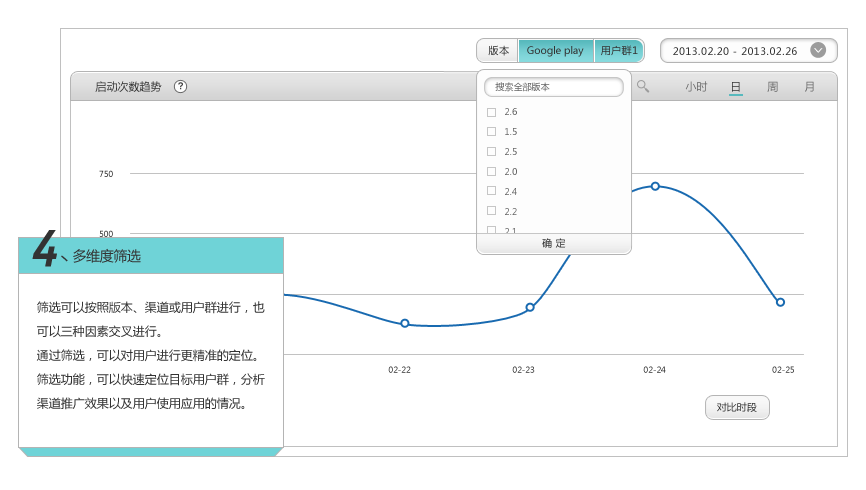 版本 Google play 用户群1 2013.02.20 - 2013.02.26
启动次数趋势 ? 小时 日 周 月
搜索全部版本
2.6
1.5
2.5
2.0
2.4
2.2
2.1
确 定
750
500
02-22 02-23 02-24 02-25
对比时段
4、多维度筛选
筛选可以按照版本、渠道或用户群进行，也
可以三种因素交叉进行。
通过筛选，可以对用户进行更精准的定位。
筛选功能，可以快速定位目标用户群，分析
渠道推广效果以及用户使用应用的情况。